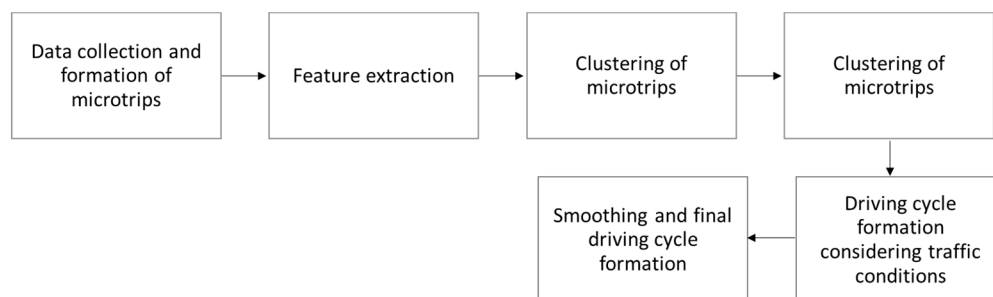 Data collection and
formation of
microtrips
Feature extraction
Clustering of
microtrips
Clustering of
microtrips
Driving cycle
formation
considering traffic
conditions
Smoothing and final
driving cycle
formation